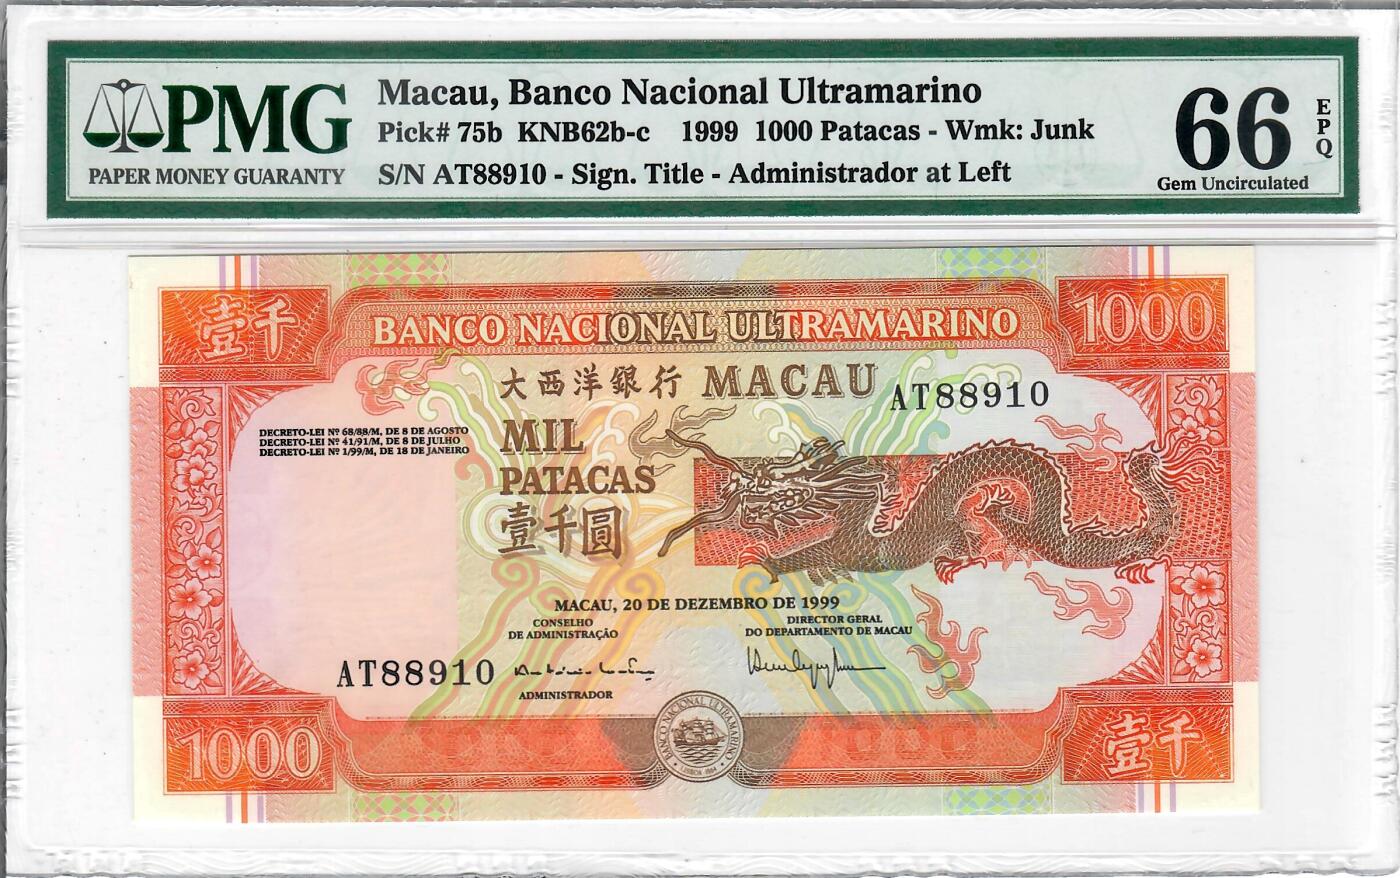 PMG
PAPER MONEY GUARANTY
Macau, Banco Nacional Ultramarino
Pick# 75b KNB62b-c 1999 1000 Patacas - Wmk: Junk
S/N AT88910 - Sign. Title - Administrador at Left
66
EPQ
Gem Uncirculated
壹千
BANCO NACIONAL ULTRAMARINO
1000
大西洋銀行 MACAU
AT88910
DECRETO-LEI Nº 68/88/M, DE 8 DE AGOSTO
DECRETO-LEI Nº 41/91/M, DE 8 DE JULHO
DECRETO-LEI Nº 1/99/M, DE 18 DE JANEIRO
MIL
PATACAS
壹千圓
MACAU, 20 DE DEZEMBRO DE 1999
CONSELHO
DE ADMINISTRAÇÃO
DIRECTOR GERAL
DO DEPARTAMENTO DE MACAU
AT88910
ADMINISTRADOR
BANCO NACIONAL ULTRAMARINO
1000
壹千